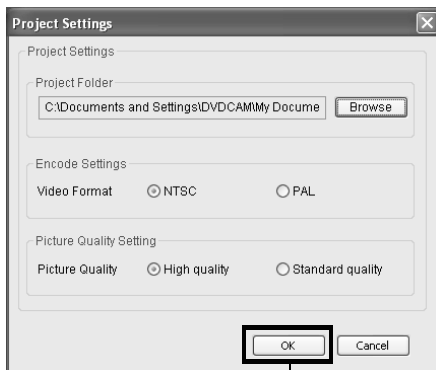 Project Settings
Project Settings
Project Folder
C:\Documents and Settings\DVDCAM\My Docume Browse
Encode Settings
Video Format NTSC PAL
Picture Quality Setting
Picture Quality High quality Standard quality
OK Cancel